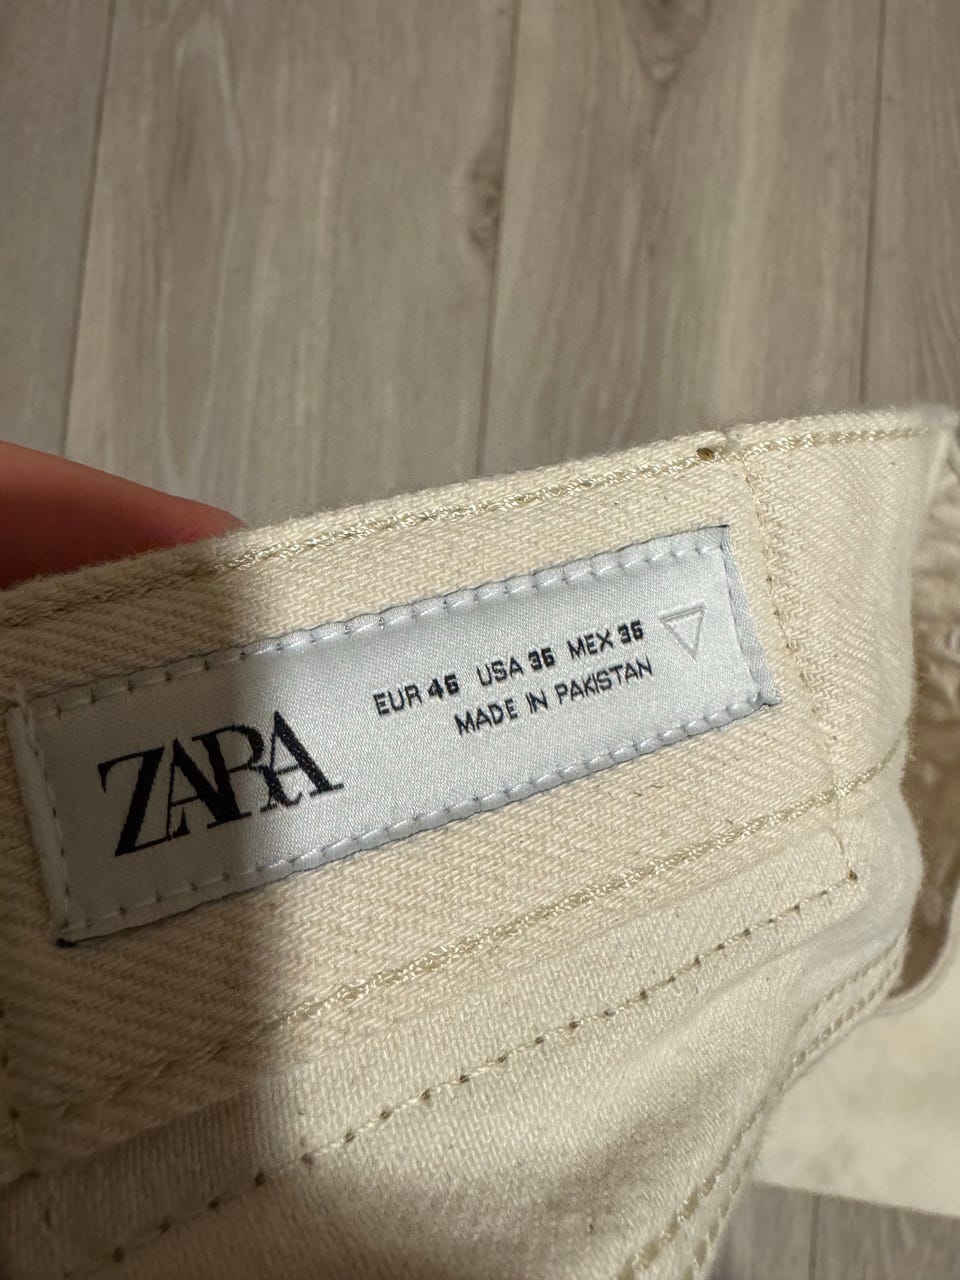 ZARA
EUR 46 USA 36 MEX 36
MADE IN PAKISTAN